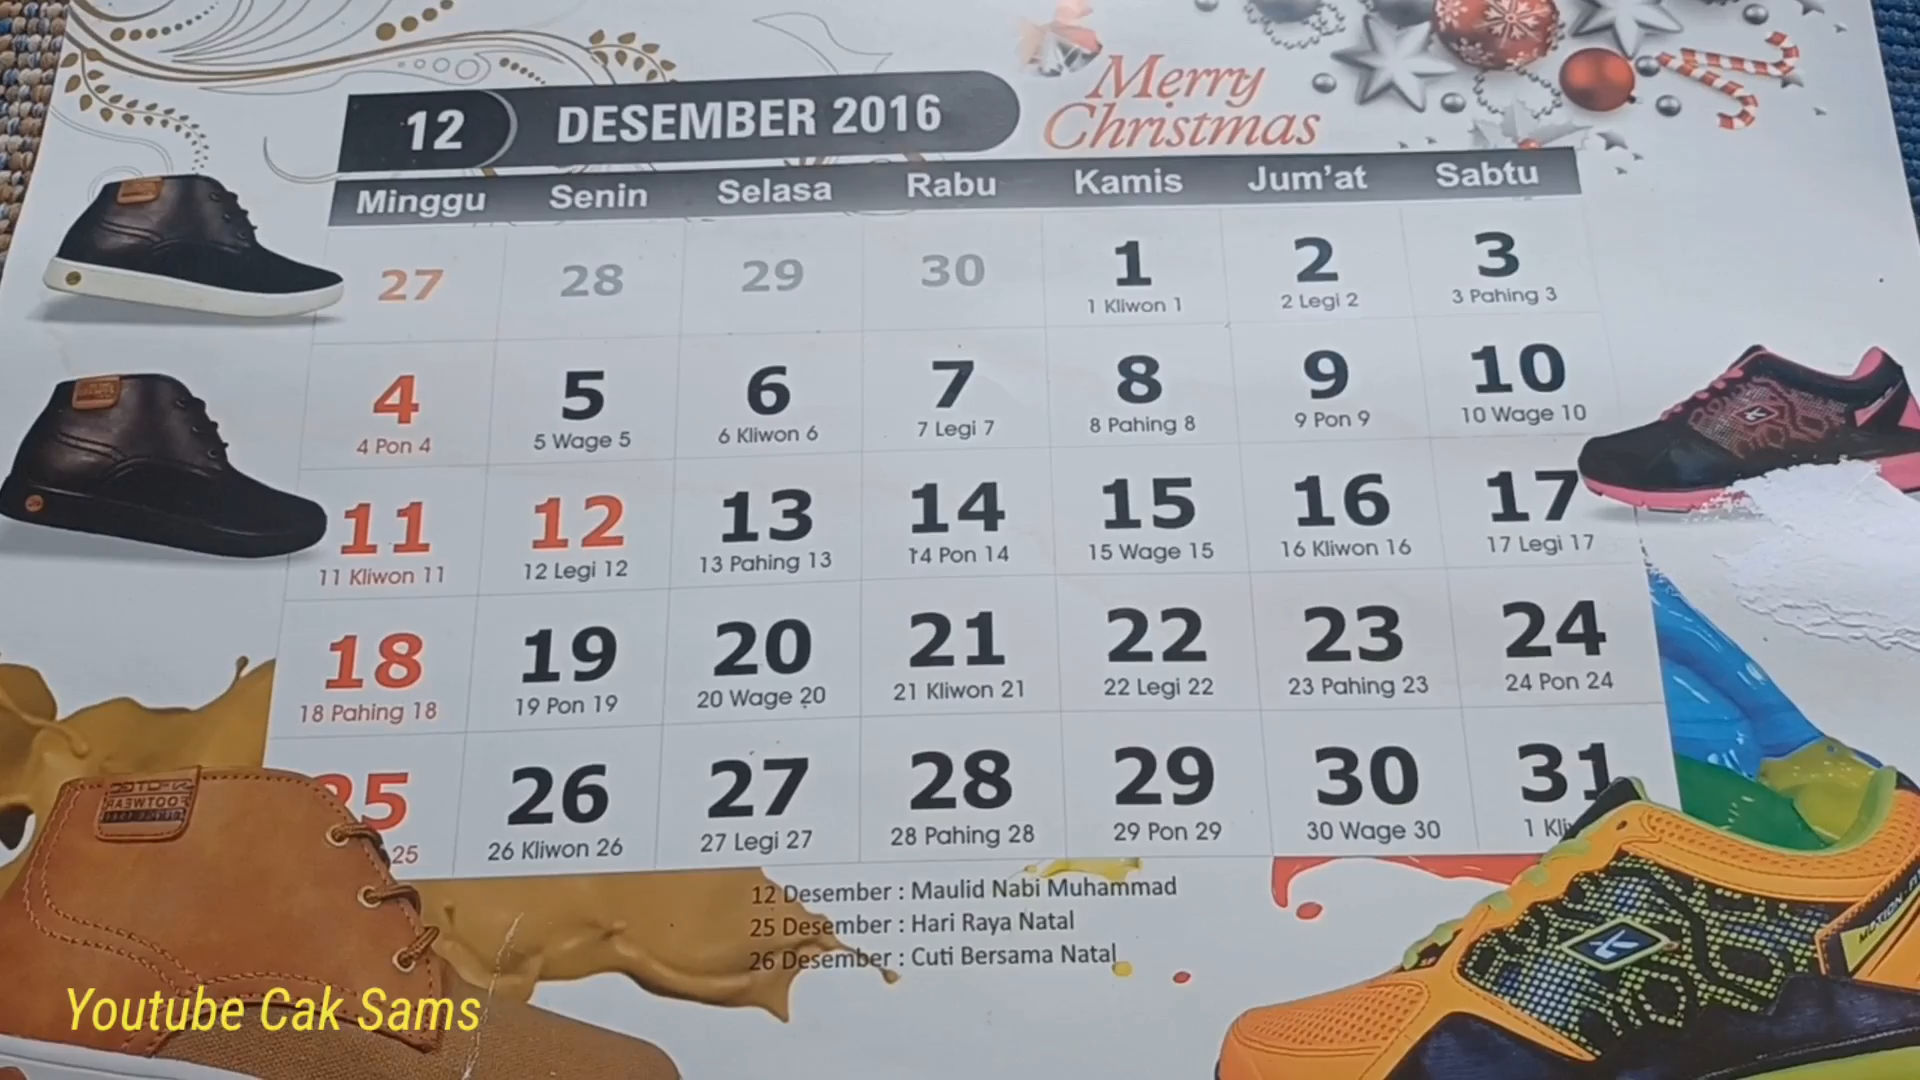 Merry
Christmas
12 DESEMBER 2016
Minggu Senin Selasa Rabu Kamis Jum'at Sabtu
27 28 29 30 1 2 3
1 Kliwon 1 2 Legi 2 3 Pahing 3
4 5 6 7 8 9 10
4 Pon 4 5 Wage 5 6 Kliwon 6 7 Legi 7 8 Pahing 8 9 Pon 9 10 Wage 10
11 12 13 14 15 16 17
11 Kliwon 11 12 Legi 12 13 Pahing 13 14 Pon 14 15 Wage 15 16 Kliwon 16 17 Legi 17
18 19 20 21 22 23 24
18 Pahing 18 19 Pon 19 20 Wage 20 21 Kliwon 21 22 Legi 22 23 Pahing 23 24 Pon 24
25 26 27 28 29 30 31
25 26 Kliwon 26 27 Legi 27 28 Pahing 28 29 Pon 29 30 Wage 30 1
12 Desember : Maulid Nabi Muhammad
25 Desember : Hari Raya Natal
26 Desember : Cuti Bersama Natal
Youtube Cak Sams